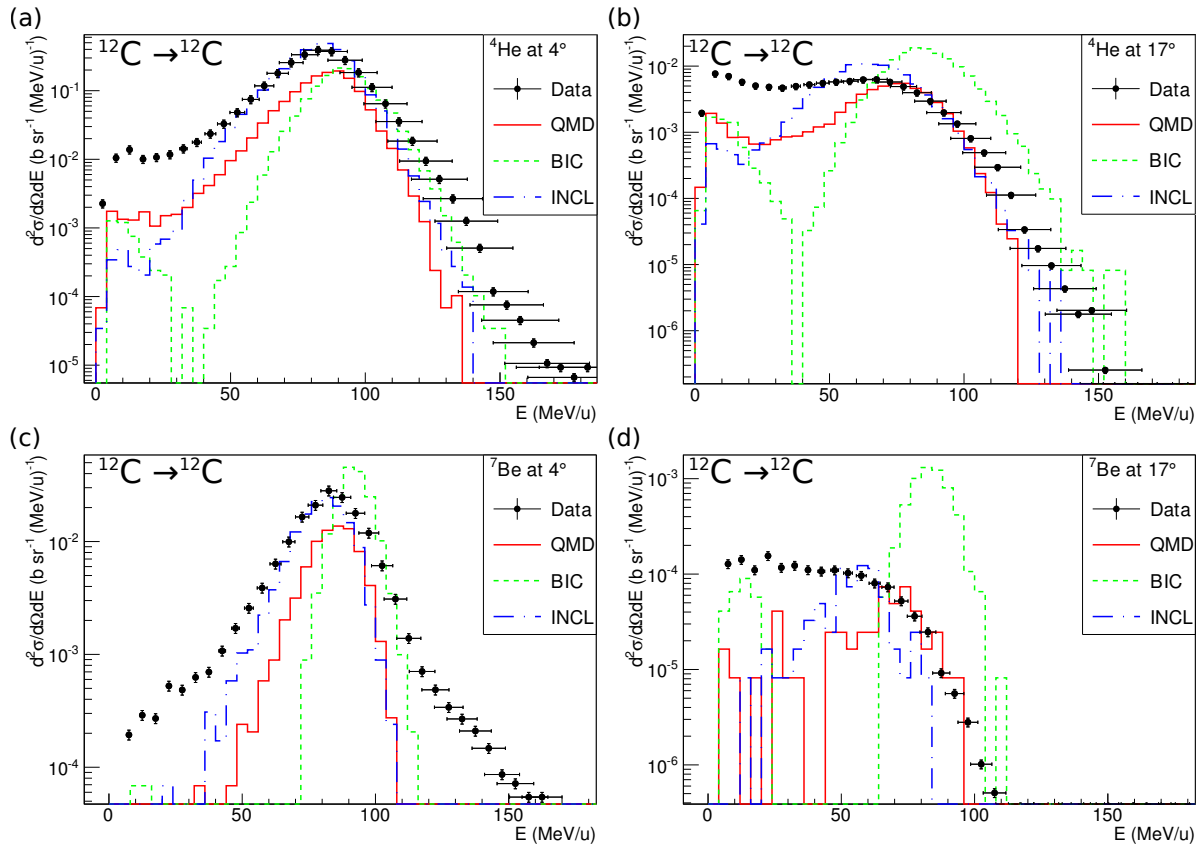 (a)
¹²C →¹²C
⁴He at 4°
Data
QMD
BIC
INCL
d²σ/dΩdE (b sr⁻¹ (MeV/u)⁻¹)
10⁻¹
10⁻²
10⁻³
10⁻⁴
10⁻⁵
0 50 100 150
E (MeV/u)
(b)
¹²C →¹²C
⁴He at 17°
Data
QMD
BIC
INCL
d²σ/dΩdE (b sr⁻¹ (MeV/u)⁻¹)
10⁻²
10⁻³
10⁻⁴
10⁻⁵
10⁻⁶
0 50 100 150
E (MeV/u)
(c)
¹²C →¹²C
⁷Be at 4°
Data
QMD
BIC
INCL
d²σ/dΩdE (b sr⁻¹ (MeV/u)⁻¹)
10⁻²
10⁻³
10⁻⁴
0 50 100 150
E (MeV/u)
(d)
¹²C →¹²C
⁷Be at 17°
Data
QMD
BIC
INCL
d²σ/dΩdE (b sr⁻¹ (MeV/u)⁻¹)
10⁻³
10⁻⁴
10⁻⁵
10⁻⁶
0 50 100 150
E (MeV/u)